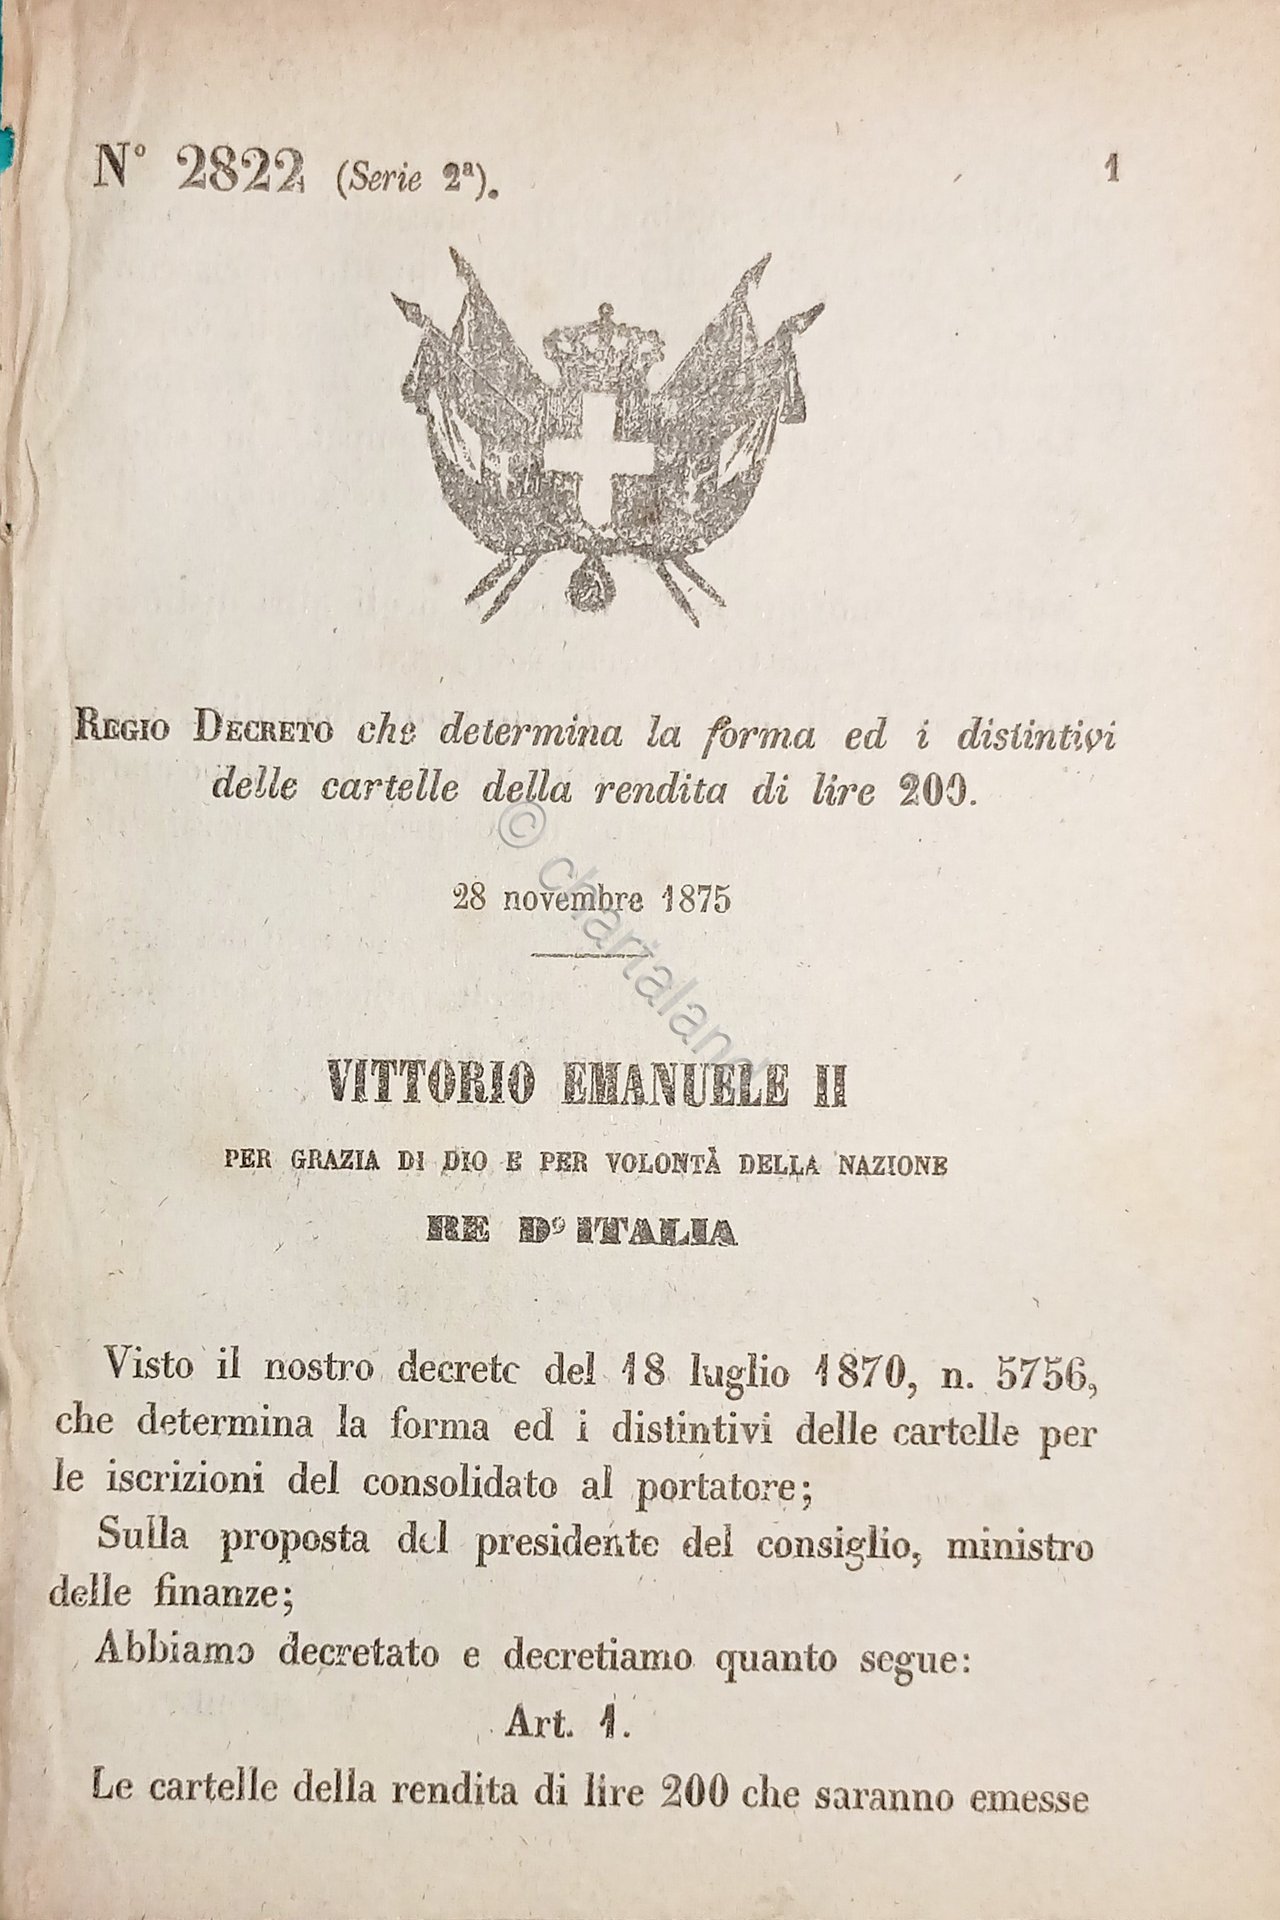 N° 2822 (Serie 2ª).
1
REGIO DECRETO che determina la forma ed i distintivi
delle cartelle della rendita di lire 200.
28 novembre 1875
© chartaland
VITTORIO EMANUELE II
PER GRAZIA DI DIO E PER VOLONTÀ DELLA NAZIONE
RE D'ITALIA
Visto il nostro decreto del 18 luglio 1870, n. 5756,
che determina la forma ed i distintivi delle cartelle per
le iscrizioni del consolidato al portatore;
Sulla proposta del presidente del consiglio, ministro
delle finanze;
Abbiamo decretato e decretiamo quanto segue:
Art. 1.
Le cartelle della rendita di lire 200 che saranno emesse